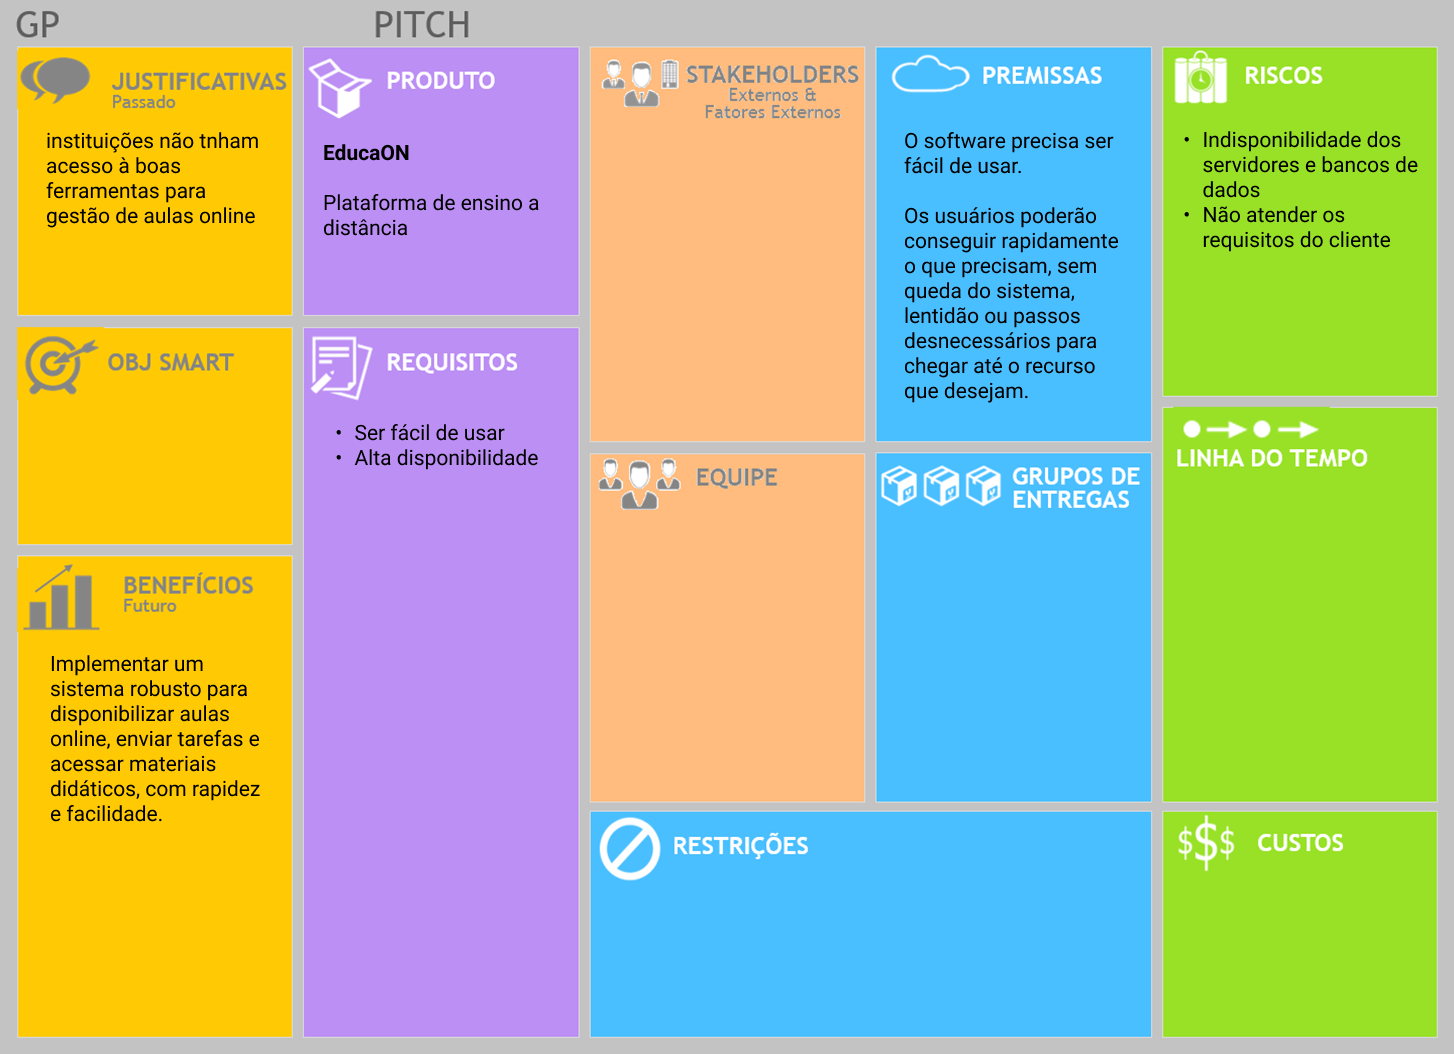 GP
PITCH
JUSTIFICATIVAS
Passado
instituições não tnham
acesso à boas
ferramentas para
gestão de aulas online
OBJ SMART
BENEFÍCIOS
Futuro
Implementar um
sistema robusto para
disponibilizar aulas
online, enviar tarefas e
acessar materiais
didáticos, com rapidez
e facilidade.
PRODUTO
EducaON
Plataforma de ensino a
distância
REQUISITOS
• Ser fácil de usar
• Alta disponibilidade
STAKEHOLDERS
Externos &
Fatores Externos
EQUIPE
PREMISSAS
O software precisa ser
fácil de usar.
Os usuários poderão
conseguir rapidamente
o que precisam, sem
queda do sistema,
lentidão ou passos
desnecessários para
chegar até o recurso
que desejam.
GRUPOS DE
ENTREGAS
RESTRIÇÕES
RISCOS
• Indisponibilidade dos
servidores e bancos de
dados
• Não atender os
requisitos do cliente
LINHA DO TEMPO
$$$ CUSTOS